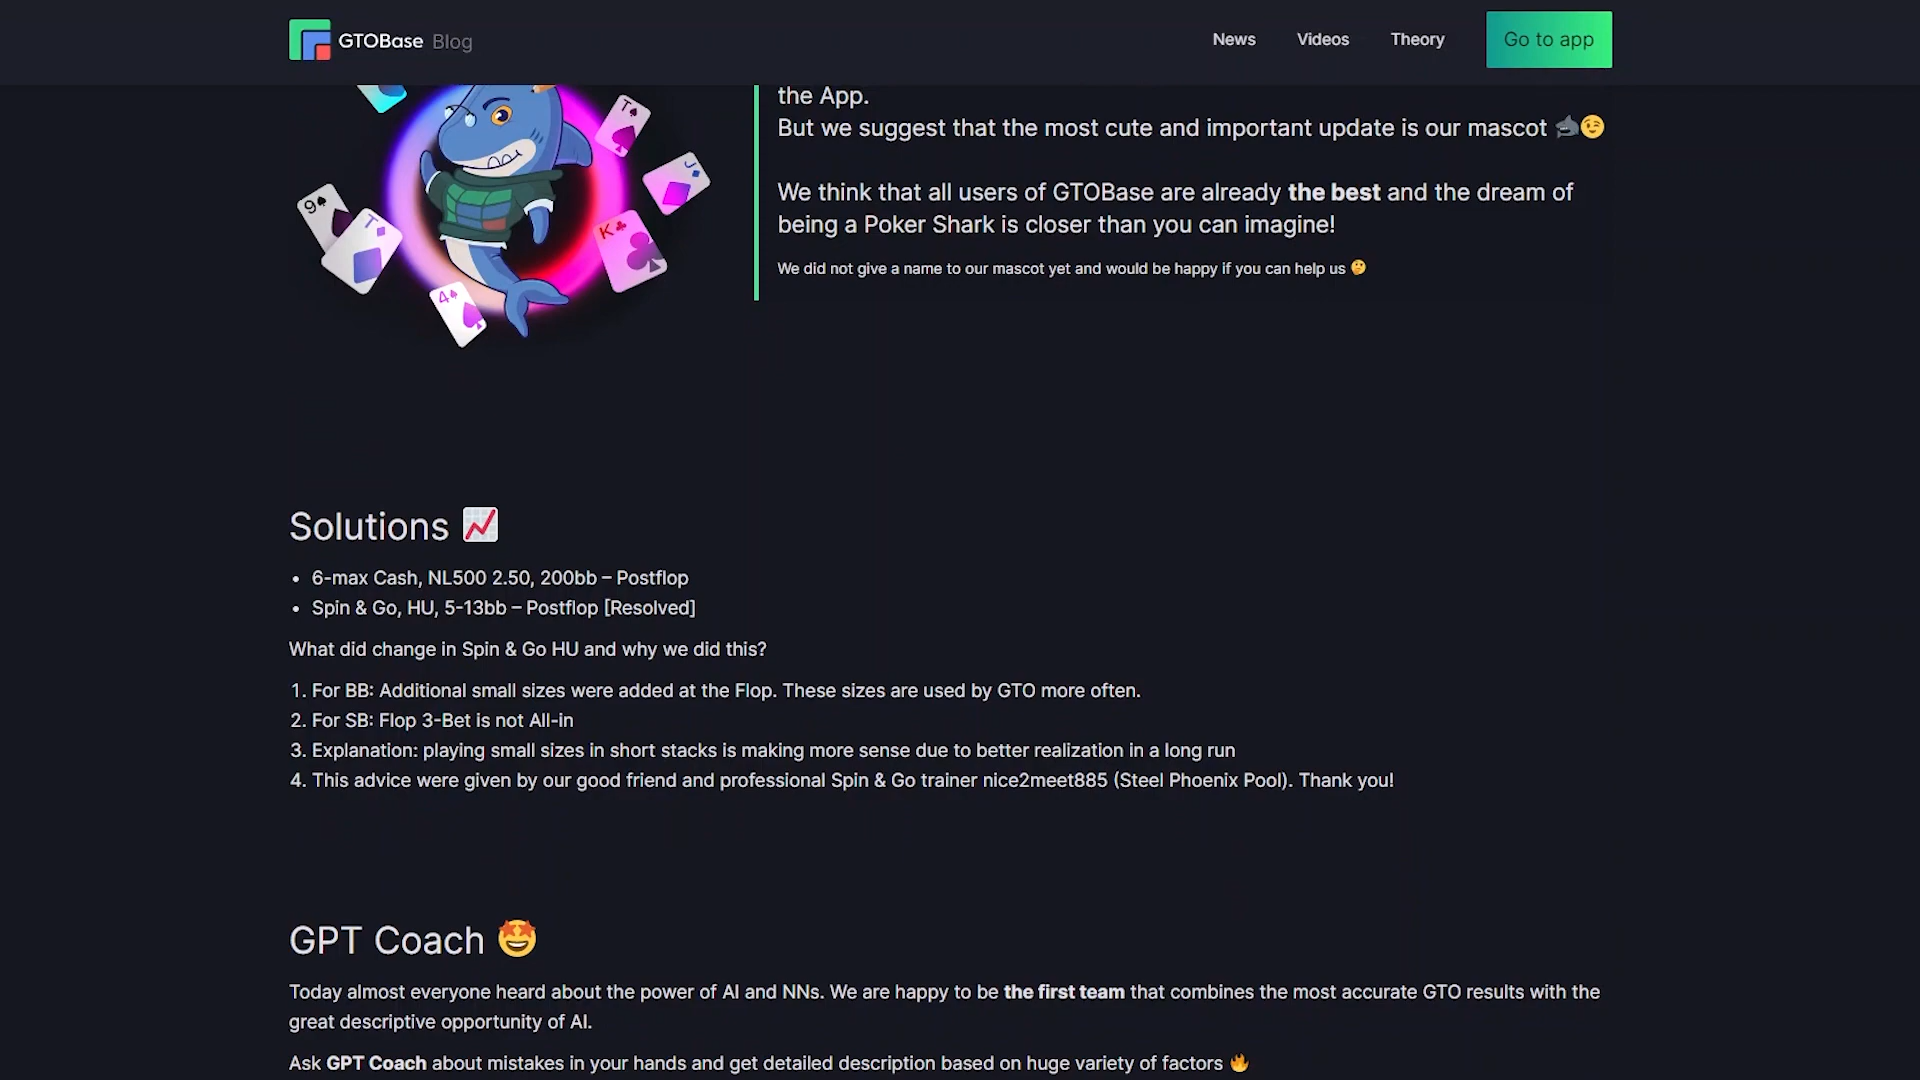 GTOBase Blog
News
Videos
Theory
Go to app
the App.
But we suggest that the most cute and important update is our mascot 🦈😉
We think that all users of GTOBase are already the best and the dream of
being a Poker Shark is closer than you can imagine!
We did not give a name to our mascot yet and would be happy if you can help us 🤔
T
J
9
T
K
4
Solutions 📈
• 6-max Cash, NL500 2.50, 200bb – Postflop
• Spin & Go, HU, 5-13bb – Postflop [Resolved]
What did change in Spin & Go HU and why we did this?
1. For BB: Additional small sizes were added at the Flop. These sizes are used by GTO more often.
2. For SB: Flop 3-Bet is not All-in
3. Explanation: playing small sizes in short stacks is making more sense due to better realization in a long run
4. This advice were given by our good friend and professional Spin & Go trainer nice2meet885 (Steel Phoenix Pool). Thank you!
GPT Coach 🤩
Today almost everyone heard about the power of AI and NNs. We are happy to be the first team that combines the most accurate GTO results with the
great descriptive opportunity of AI.
Ask GPT Coach about mistakes in your hands and get detailed description based on huge variety of factors 🔥